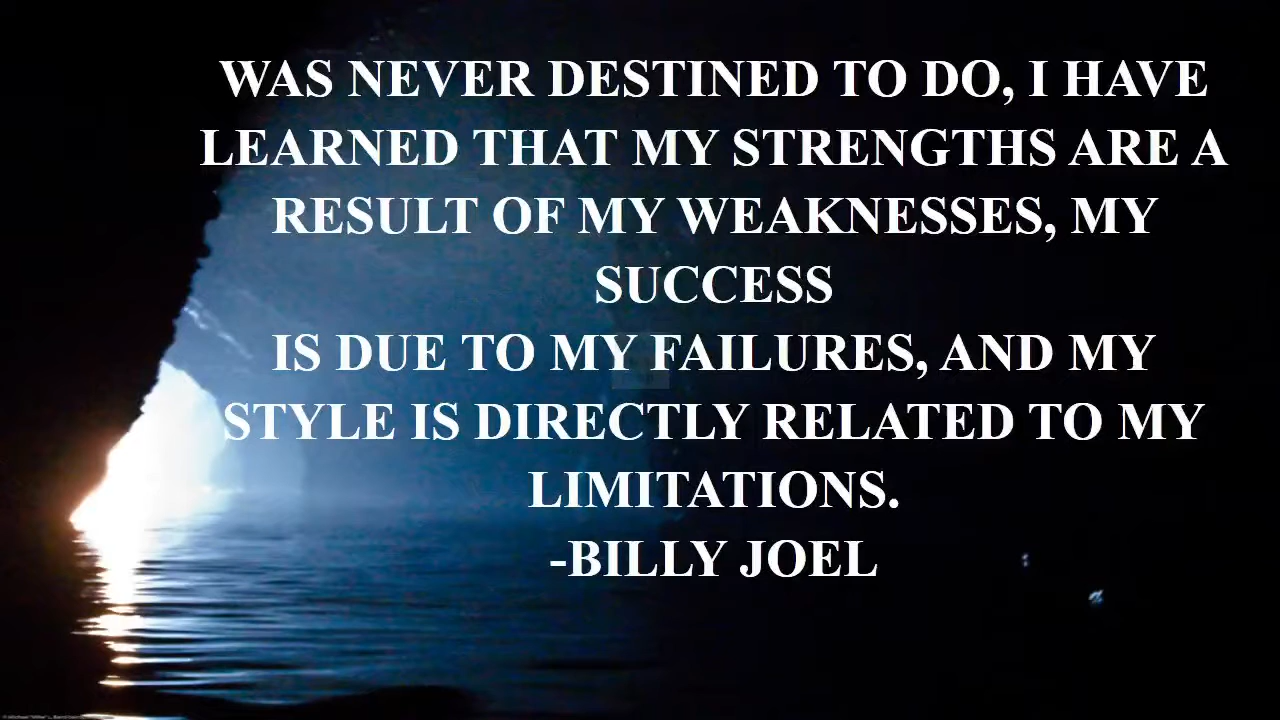 WAS NEVER DESTINED TO DO, I HAVE
LEARNED THAT MY STRENGTHS ARE A
RESULT OF MY WEAKNESSES, MY
SUCCESS
IS DUE TO MY FAILURES, AND MY
STYLE IS DIRECTLY RELATED TO MY
LIMITATIONS.
-BILLY JOEL